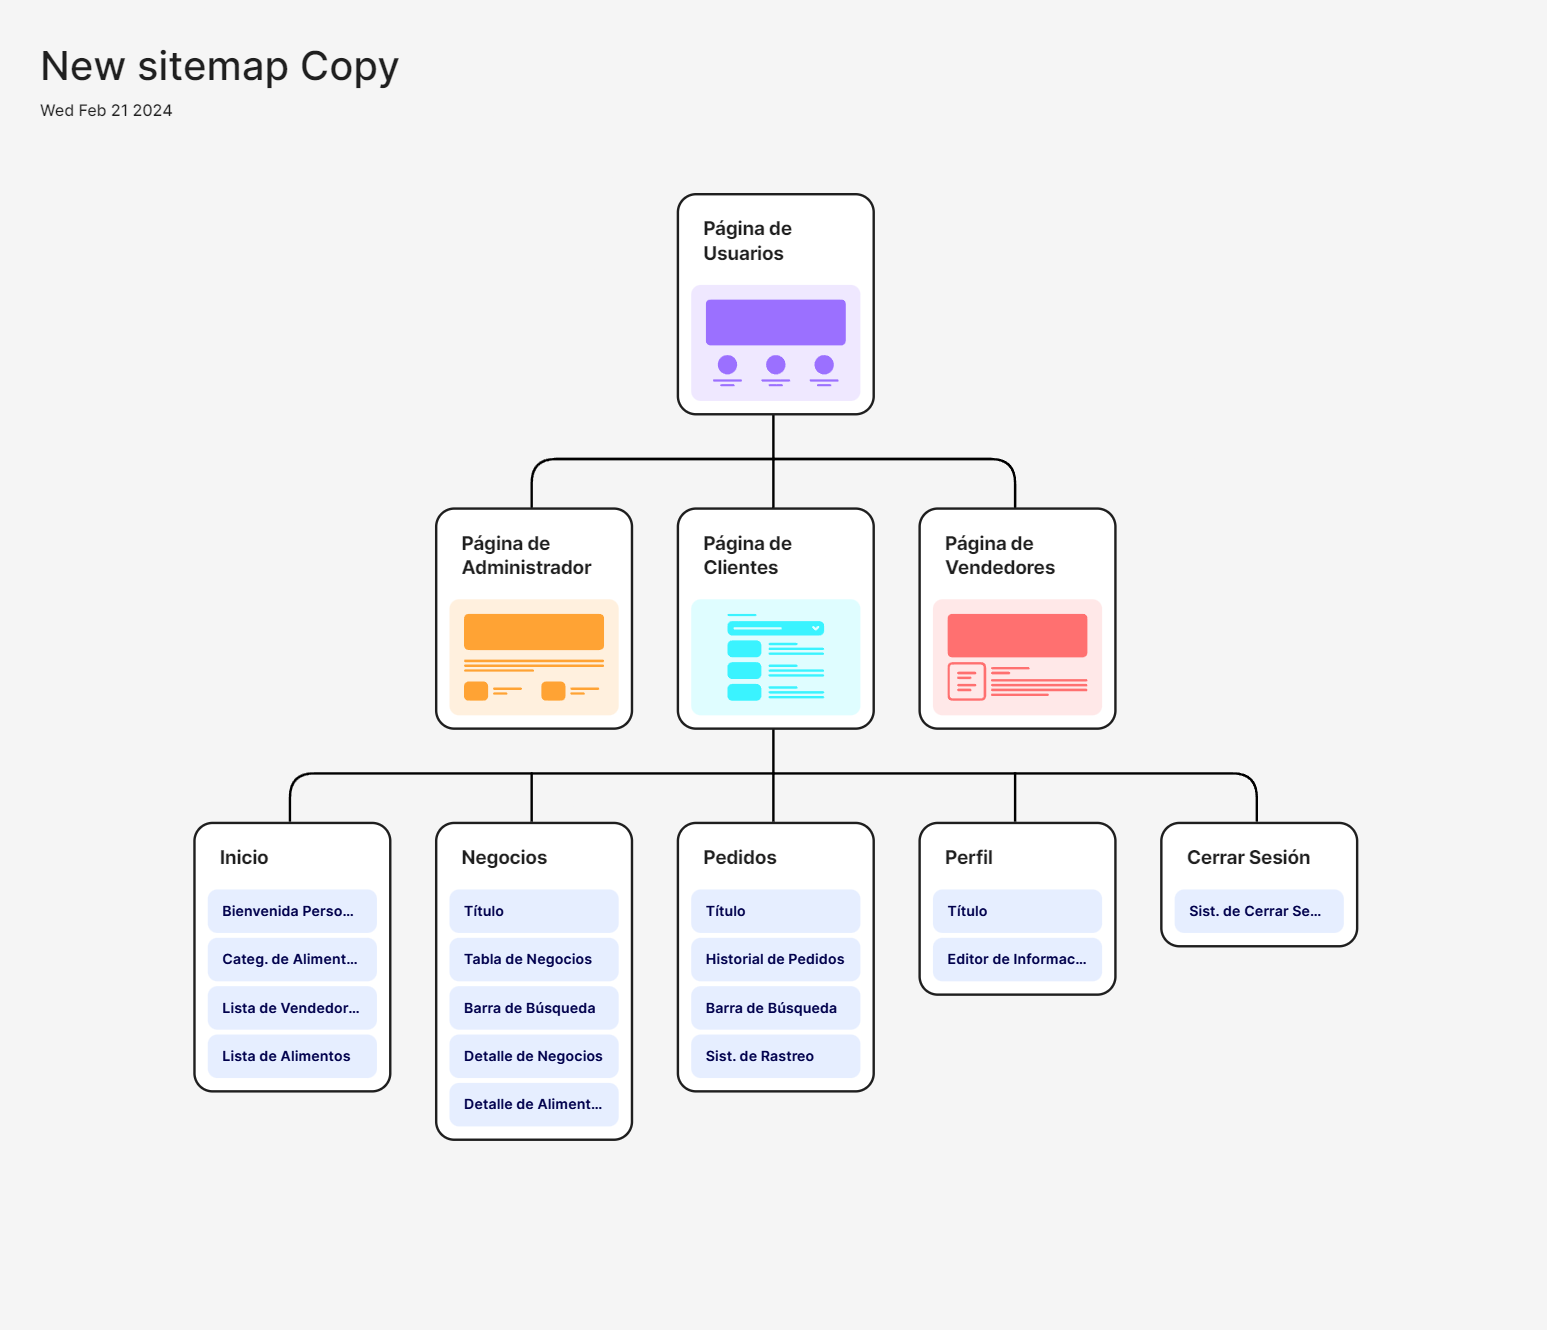 New sitemap Copy
Wed Feb 21 2024
Página de
Usuarios
Página de
Administrador
Página de
Clientes
Página de
Vendedores
Inicio
Bienvenida Perso...
Categ. de Aliment...
Lista de Vendedor...
Lista de Alimentos
Negocios
Título
Tabla de Negocios
Barra de Búsqueda
Detalle de Negocios
Detalle de Aliment...
Pedidos
Título
Historial de Pedidos
Barra de Búsqueda
Sist. de Rastreo
Perfil
Título
Editor de Informac...
Cerrar Sesión
Sist. de Cerrar Se...